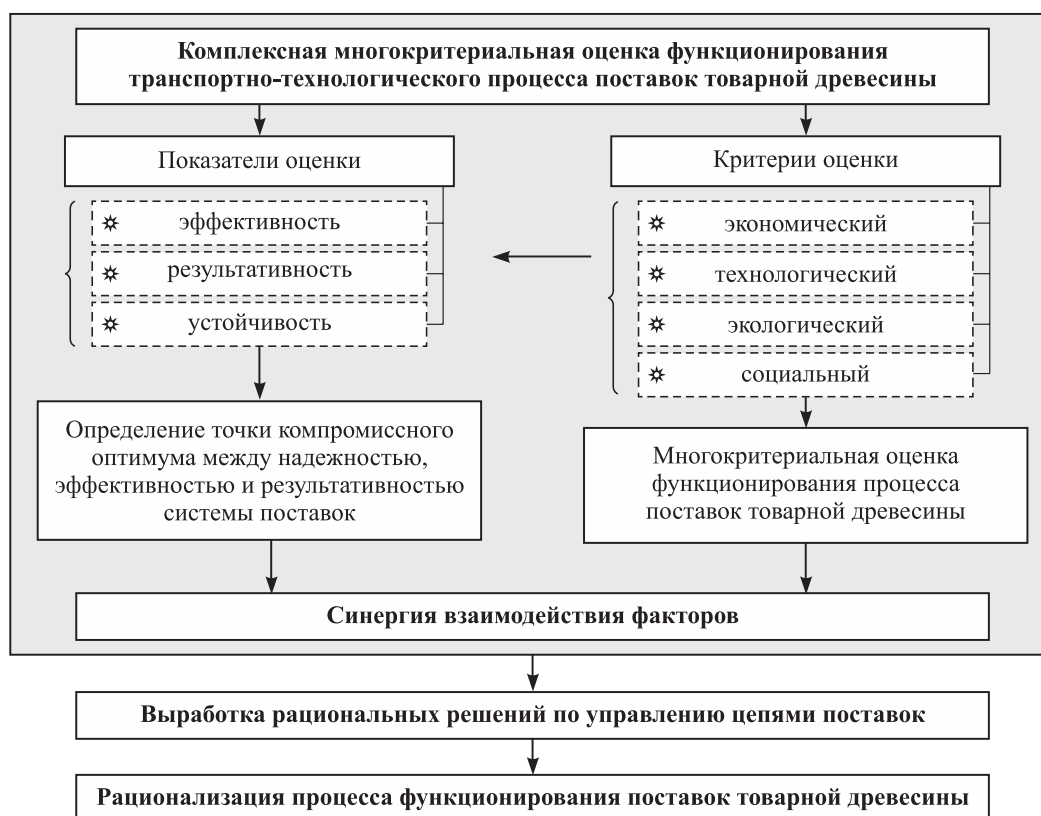 Комплексная многокритериальная оценка функционирования
транспортно-технологического процесса поставок товарной древесины
Показатели оценки
эффективность
результативность
устойчивость
Определение точки компромиссного
оптимума между надежностью,
эффективностью и результативностью
системы поставок
Критерии оценки
экономический
технологический
экологический
социальный
Многокритериальная оценка
функционирования процесса
поставок товарной древесины
Синергия взаимодействия факторов
Выработка рациональных решений по управлению цепями поставок
Рационализация процесса функционирования поставок товарной древесины